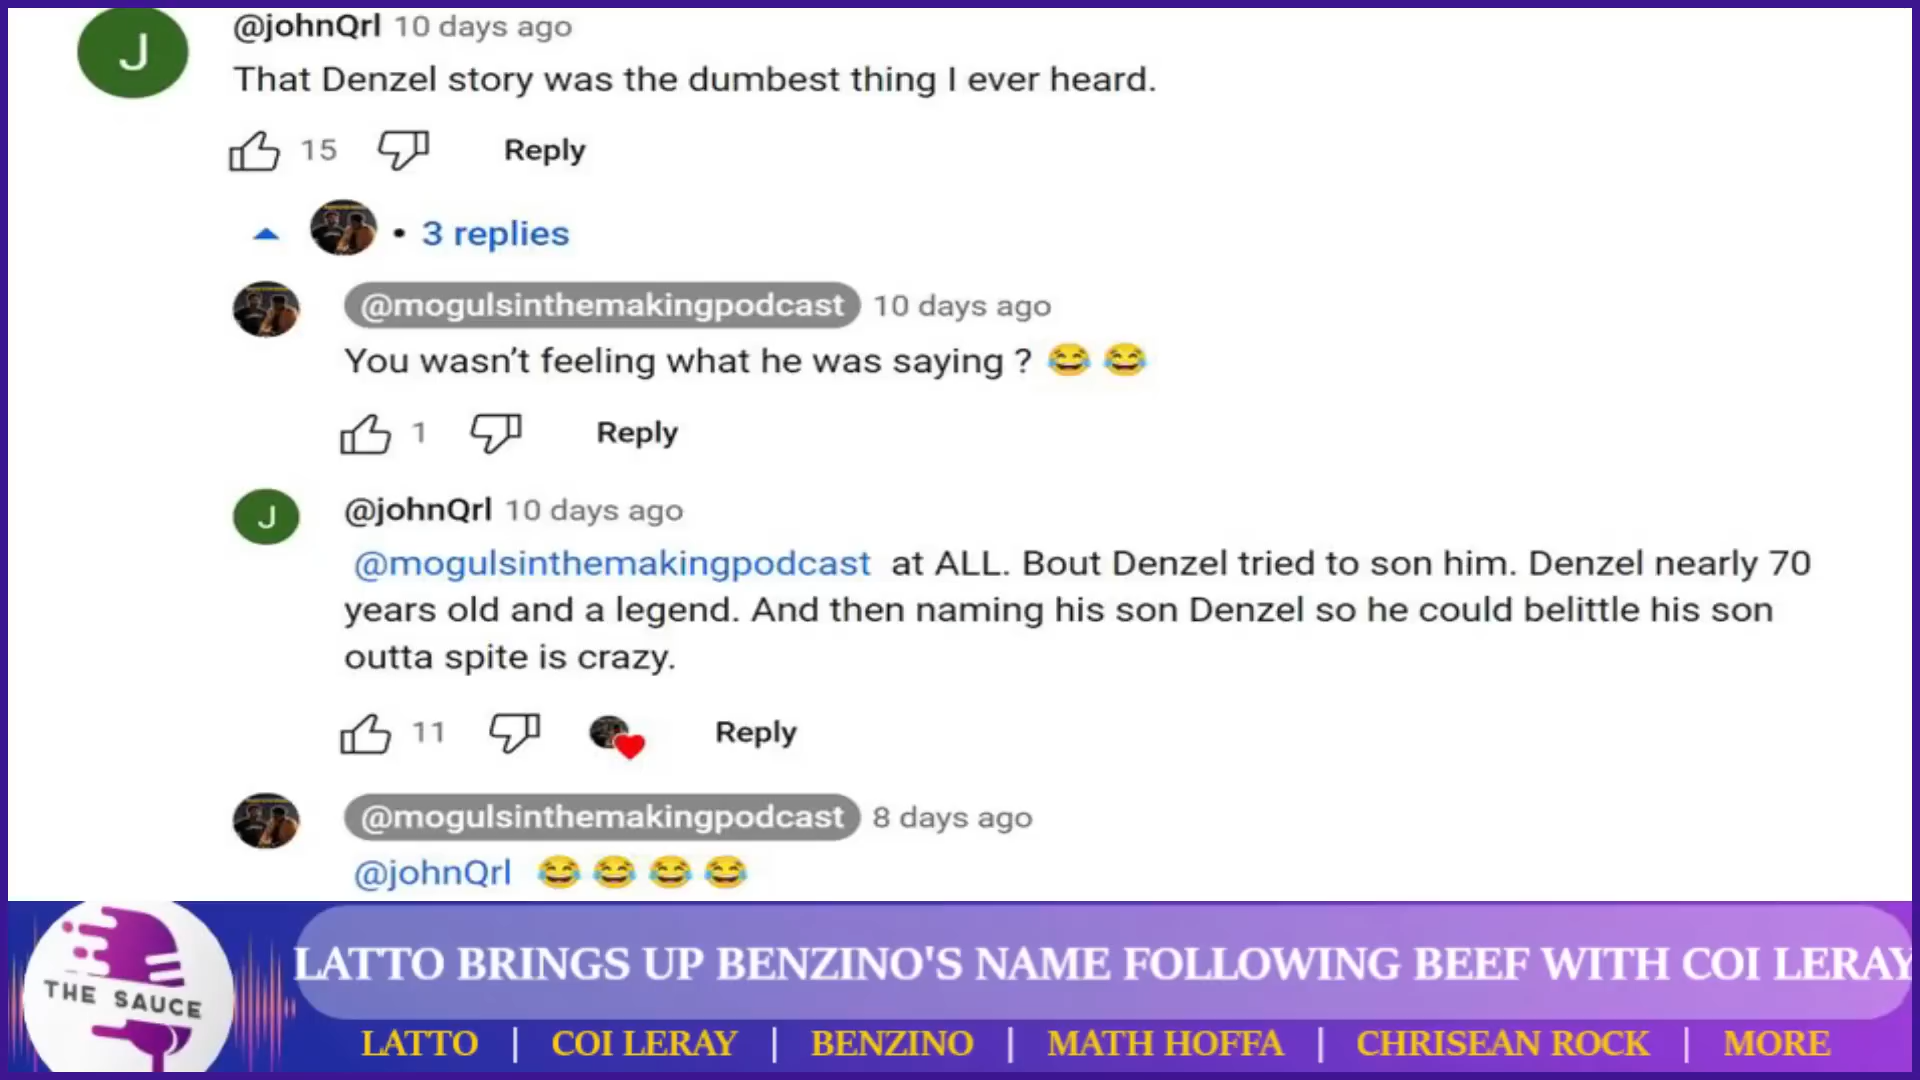 J
@johnQrl 10 days ago
That Denzel story was the dumbest thing I ever heard.
15 Reply
• 3 replies
@mogulsinthemakingpodcast 10 days ago
You wasn't feeling what he was saying ? 😂 😂
1 Reply
J
@johnQrl 10 days ago
@mogulsinthemakingpodcast at ALL. Bout Denzel tried to son him. Denzel nearly 70
years old and a legend. And then naming his son Denzel so he could belittle his son
outta spite is crazy.
11 Reply
@mogulsinthemakingpodcast 8 days ago
@johnQrl 😂 😂 😂 😂
THE SAUCE
LATTO BRINGS UP BENZINO'S NAME FOLLOWING BEEF WITH COI LERAY
LATTO | COI LERAY | BENZINO | MATH HOFFA | CHRISEAN ROCK | MORE